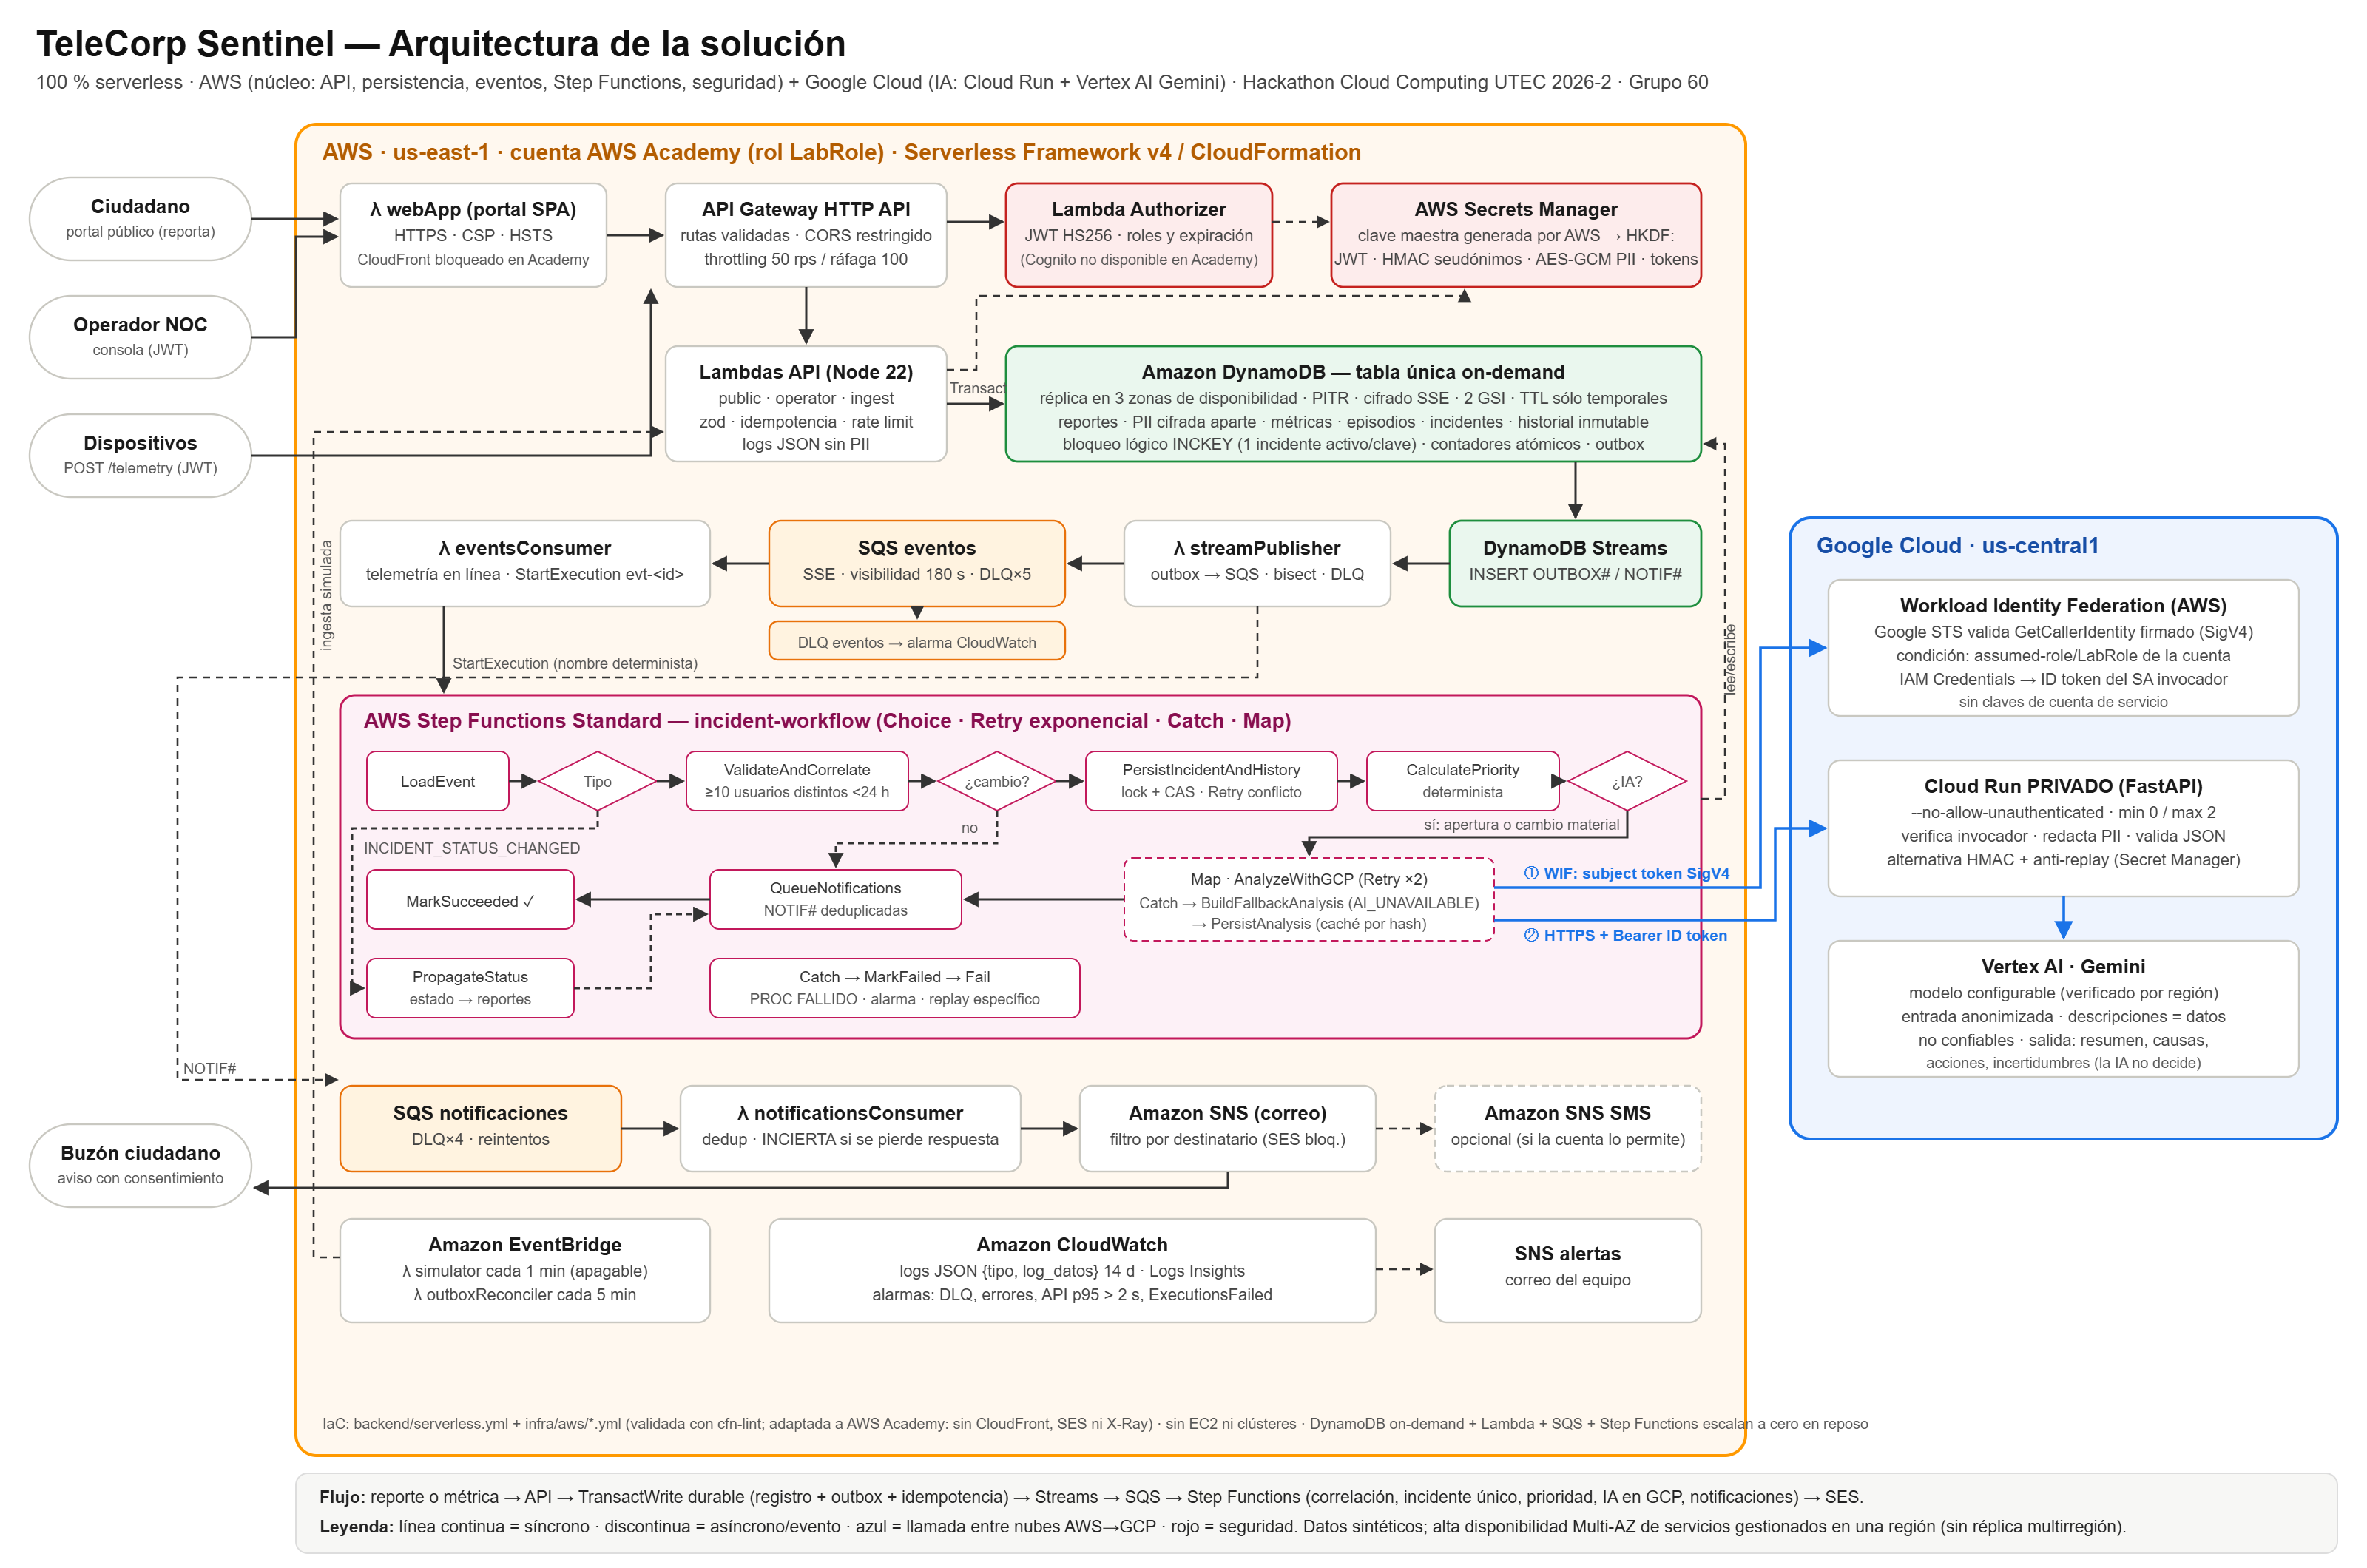 TeleCorp Sentinel — Arquitectura de la solución
100 % serverless · AWS (núcleo: API, persistencia, eventos, Step Functions, seguridad) + Google Cloud (IA: Cloud Run + Vertex AI Gemini) · Hackathon Cloud Computing UTEC 2026-2 · Grupo 60
AWS · us-east-1 · cuenta AWS Academy (rol LabRole) · Serverless Framework v4 / CloudFormation
Ciudadano
portal público (reporta)
λ webApp (portal SPA)
HTTPS · CSP · HSTS
CloudFront bloqueado en Academy
API Gateway HTTP API
rutas validadas · CORS restringido
throttling 50 rps / ráfaga 100
Lambda Authorizer
JWT HS256 · roles y expiración
(Cognito no disponible en Academy)
AWS Secrets Manager
clave maestra generada por AWS → HKDF:
JWT · HMAC seudónimos · AES-GCM PII · tokens
Operador NOC
consola (JWT)
Dispositivos
POST /telemetry (JWT)
Lambdas API (Node 22)
public · operator · ingest
zod · idempotencia · rate limit
logs JSON sin PII
Transact
Amazon DynamoDB — tabla única on-demand
réplica en 3 zonas de disponibilidad · PITR · cifrado SSE · 2 GSI · TTL sólo temporales
reportes · PII cifrada aparte · métricas · episodios · incidentes · historial inmutable
bloqueo lógico INCKEY (1 incidente activo/clave) · contadores atómicos · outbox
ingesta simulada
λ eventsConsumer
telemetría en línea · StartExecution evt-<id>
SQS eventos
SSE · visibilidad 180 s · DLQ×5
λ streamPublisher
outbox → SQS · bisect · DLQ
DynamoDB Streams
INSERT OUTBOX# / NOTIF#
DLQ eventos → alarma CloudWatch
StartExecution (nombre determinista)
lee/escribe
AWS Step Functions Standard — incident-workflow (Choice · Retry exponencial · Catch · Map)
LoadEvent
Tipo
ValidateAndCorrelate
≥10 usuarios distintos <24 h
¿cambio?
PersistIncidentAndHistory
lock + CAS · Retry conflicto
CalculatePriority
determinista
¿IA?
no
sí: apertura o cambio material
INCIDENT_STATUS_CHANGED
MarkSucceeded ✓
QueueNotifications
NOTIF# deduplicadas
Map · AnalyzeWithGCP (Retry ×2)
Catch → BuildFallbackAnalysis (AI_UNAVAILABLE)
→ PersistAnalysis (caché por hash)
① WIF: subject token SigV4
② HTTPS + Bearer ID token
PropagateStatus
estado → reportes
Catch → MarkFailed → Fail
PROC FALLIDO · alarma · replay específico
Google Cloud · us-central1
Workload Identity Federation (AWS)
Google STS valida GetCallerIdentity firmado (SigV4)
condición: assumed-role/LabRole de la cuenta
IAM Credentials → ID token del SA invocador
sin claves de cuenta de servicio
Cloud Run PRIVADO (FastAPI)
--no-allow-unauthenticated · min 0 / max 2
verifica invocador · redacta PII · valida JSON
alternativa HMAC + anti-replay (Secret Manager)
Vertex AI · Gemini
modelo configurable (verificado por región)
entrada anonimizada · descripciones = datos
no confiables · salida: resumen, causas,
acciones, incertidumbres (la IA no decide)
NOTIF#
SQS notificaciones
DLQ×4 · reintentos
λ notificationsConsumer
dedup · INCIERTA si se pierde respuesta
Amazon SNS (correo)
filtro por destinatario (SES bloq.)
Amazon SNS SMS
opcional (si la cuenta lo permite)
Buzón ciudadano
aviso con consentimiento
Amazon EventBridge
λ simulator cada 1 min (apagable)
λ outboxReconciler cada 5 min
Amazon CloudWatch
logs JSON {tipo, log_datos} 14 d · Logs Insights
alarmas: DLQ, errores, API p95 > 2 s, ExecutionsFailed
SNS alertas
correo del equipo
IaC: backend/serverless.yml + infra/aws/*.yml (validada con cfn-lint; adaptada a AWS Academy: sin CloudFront, SES ni X-Ray) · sin EC2 ni clústeres · DynamoDB on-demand + Lambda + SQS + Step Functions escalan a cero en reposo
Flujo: reporte o métrica → API → TransactWrite durable (registro + outbox + idempotencia) → Streams → SQS → Step Functions (correlación, incidente único, prioridad, IA en GCP, notificaciones) → SES.
Leyenda: línea continua = síncrono · discontinua = asíncrono/evento · azul = llamada entre nubes AWS→GCP · rojo = seguridad. Datos sintéticos; alta disponibilidad Multi-AZ de servicios gestionados en una región (sin réplica multirregión).